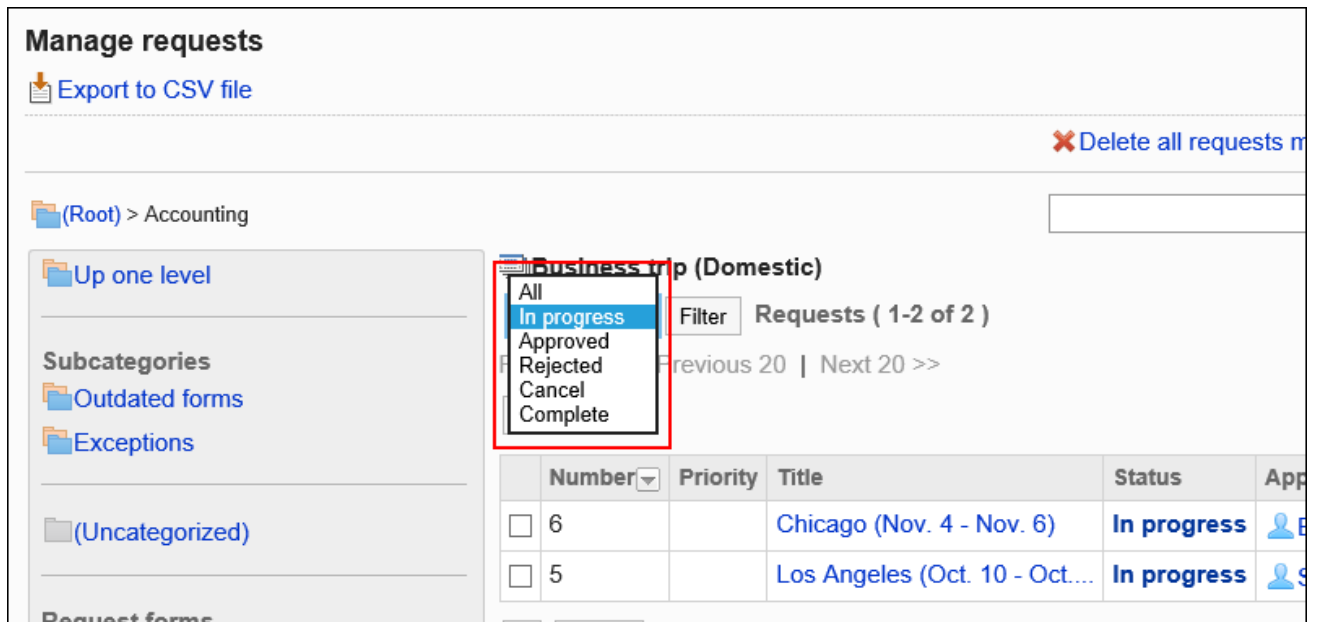 Manage requests
Export to CSV file
Delete all requests
(Root) > Accounting
Up one level
Business trip (Domestic)
All
In progress
Filter
Requests ( 1-2 of 2 )
Approved
Subcategories
Rejected
Previous 20 | Next 20 >>
Cancel
Outdated forms
Complete
Exceptions
Number Priority Title Status
6 Chicago (Nov. 4 - Nov. 6) In progress
(Uncategorized)
5 Los Angeles (Oct. 10 - Oct.... In progress
Request forms